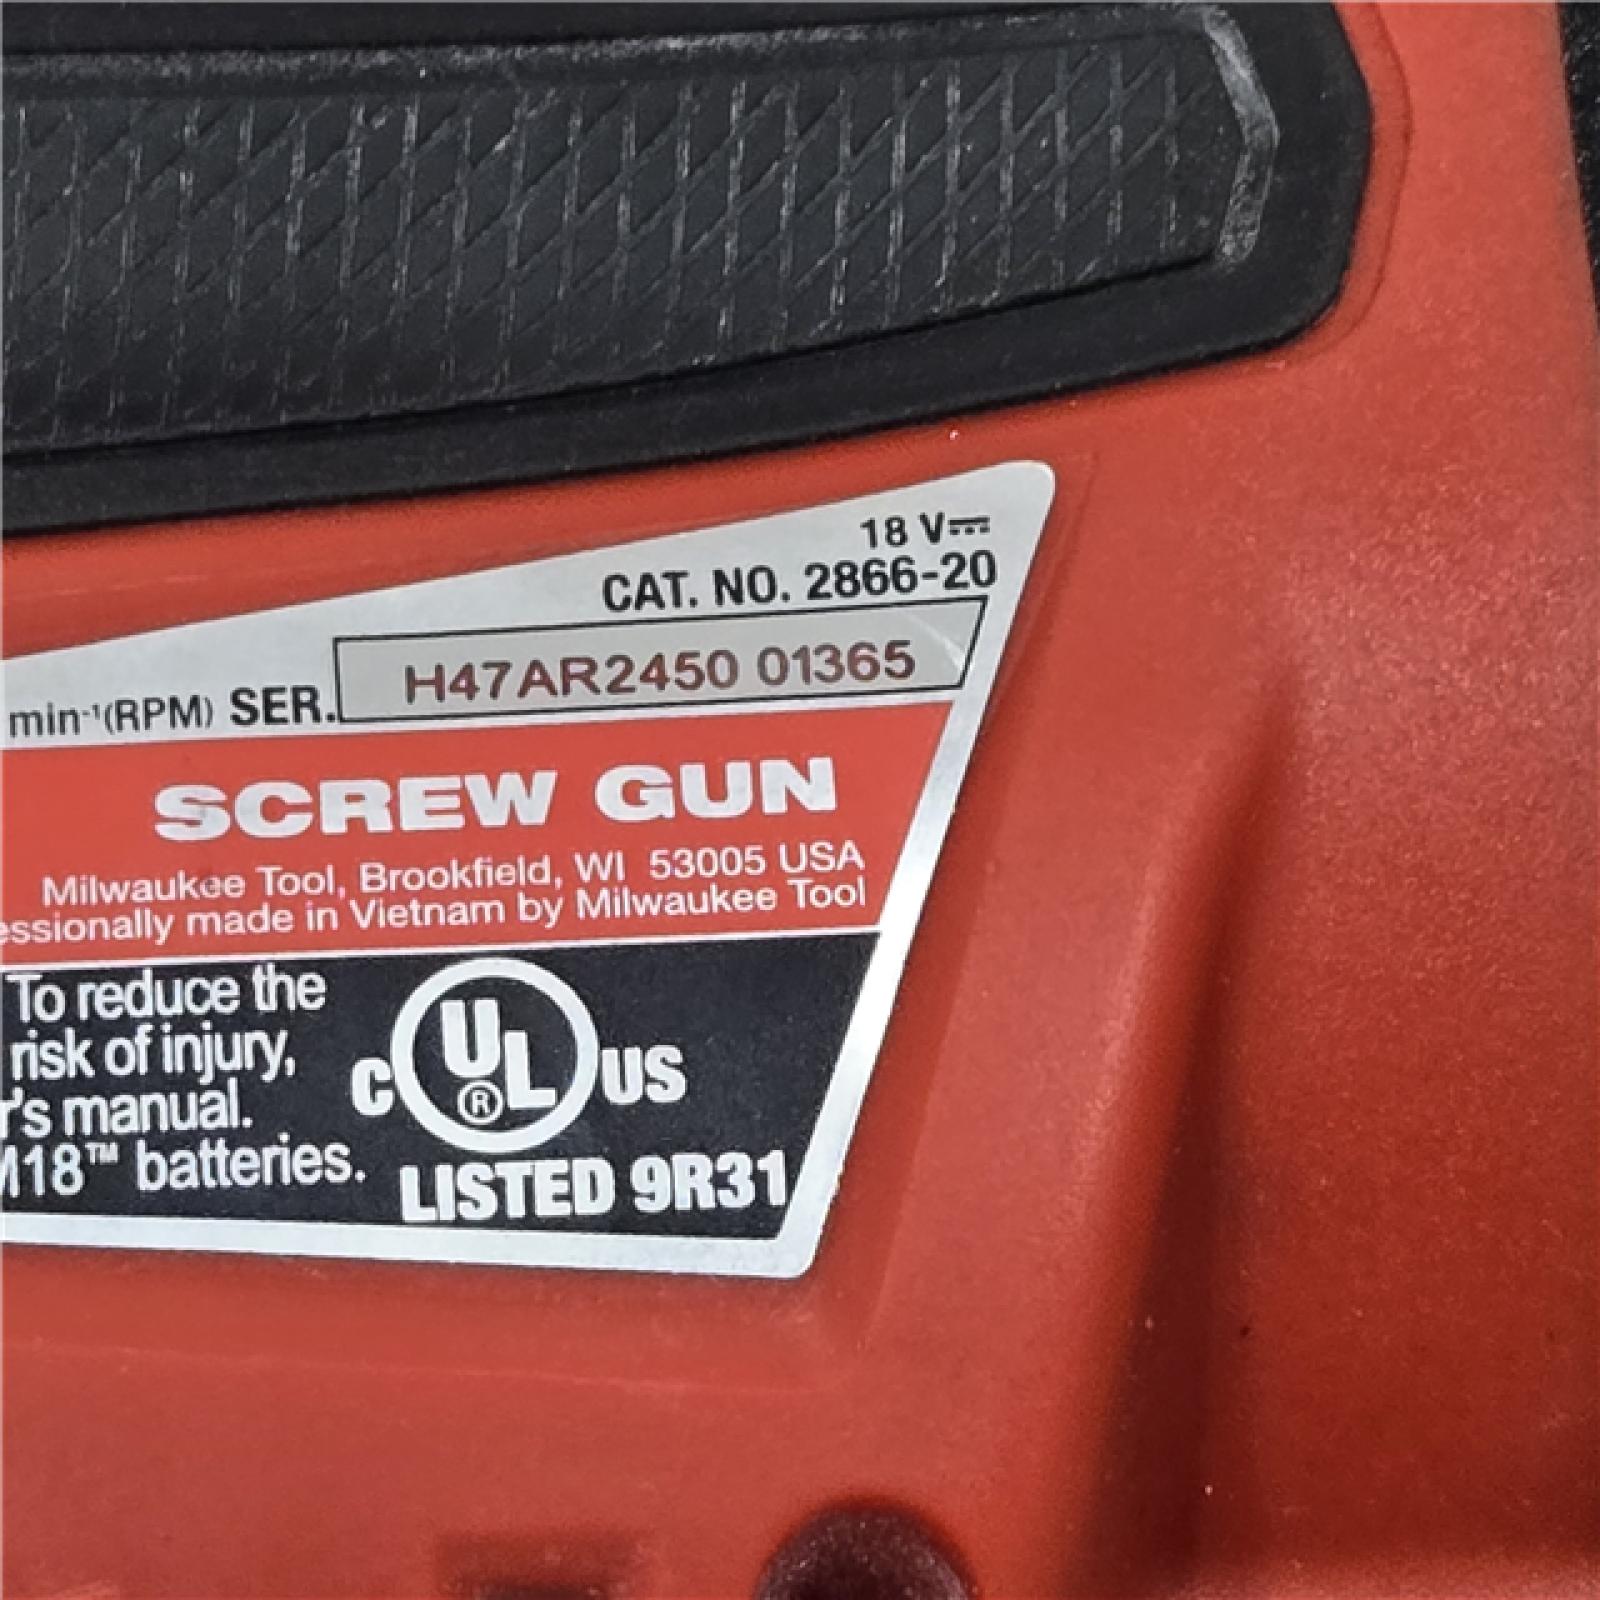 18 V
CAT. NO. 2866-20
min⁻¹(RPM) SER. H47AR2450 01365
SCREW GUN
Milwaukee Tool, Brookfield, WI 53005 USA
essionally made in Vietnam by Milwaukee Tool
To reduce the
risk of injury,
r's manual.
M18™ batteries.
C UL® US
LISTED 9R31